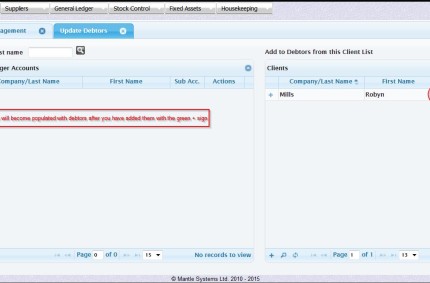 Suppliers General Ledger Stock Control Fixed Assets Housekeeping
agement Update Debtors
st name
Add to Debtors from this Client List
ger Accounts
Clients
Company/Last Name First Name Sub Acc. Actions
Company/Last Name First Name
Mills Robyn
will become populated with debtors after you have added them with the green + sign
Page 0 of 0 15 No records to view
Page 1 of 1 13
© Mantle Systems Ltd. 2010 - 2015